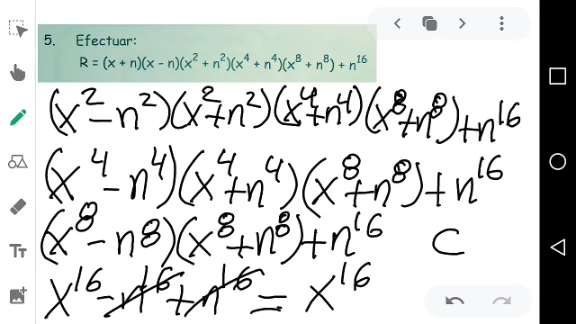 5. Efectuar:
R = (x + n)(x - n)(x² + n²)(x⁴ + n⁴)(x⁸ + n⁸) + n¹⁶
(x²-n²)(x²+n²)(x⁴+n⁴)(x⁸+n⁸)+n¹⁶
(x⁴-n⁴)(x⁴+n⁴)(x⁸+n⁸)+n¹⁶
(x⁸-n⁸)(x⁸+n⁸)+n¹⁶ C
x¹⁶-n¹⁶+n¹⁶=x¹⁶
Tт